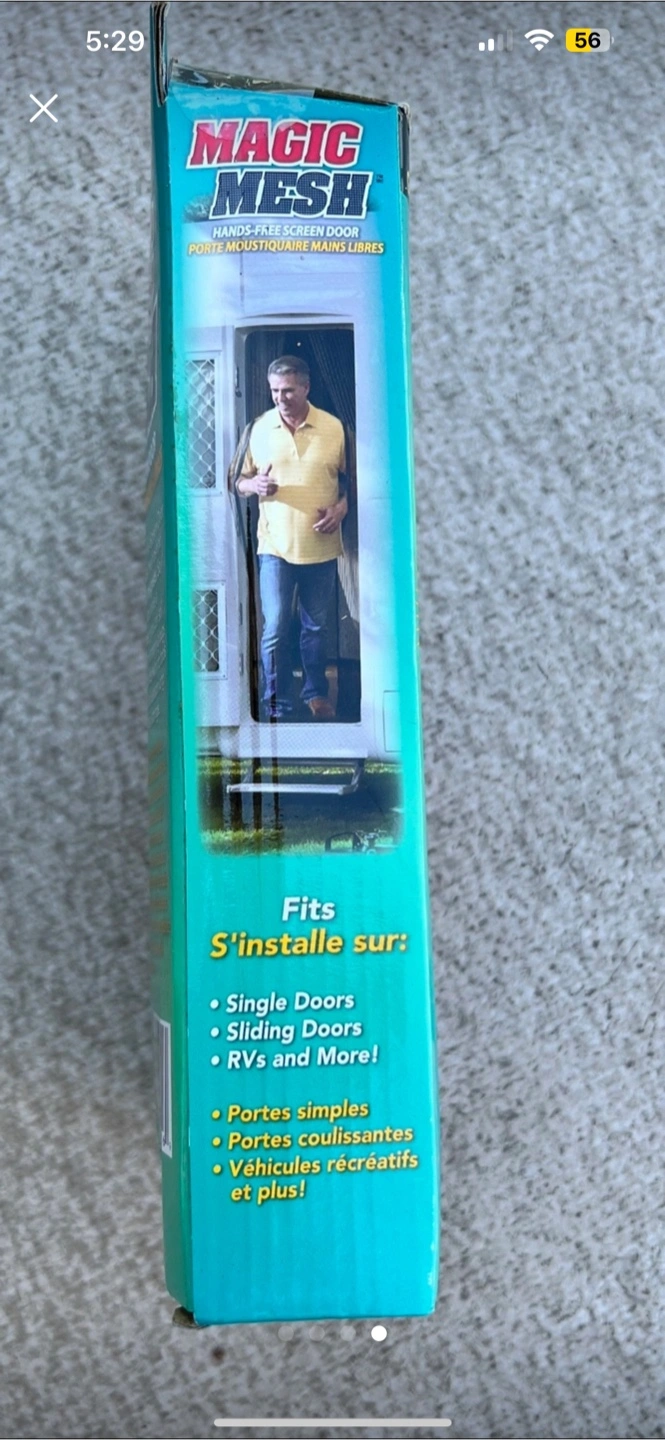 5:29
56
MAGIC
MESH
HANDS-FREE SCREEN DOOR
PORTE MOUSTIQUAIRE MAINS LIBRES
Fits
S'installe sur:
• Single Doors
• Sliding Doors
• RVs and More!
• Portes simples
• Portes coulissantes
• Véhicules récréatifs
et plus!